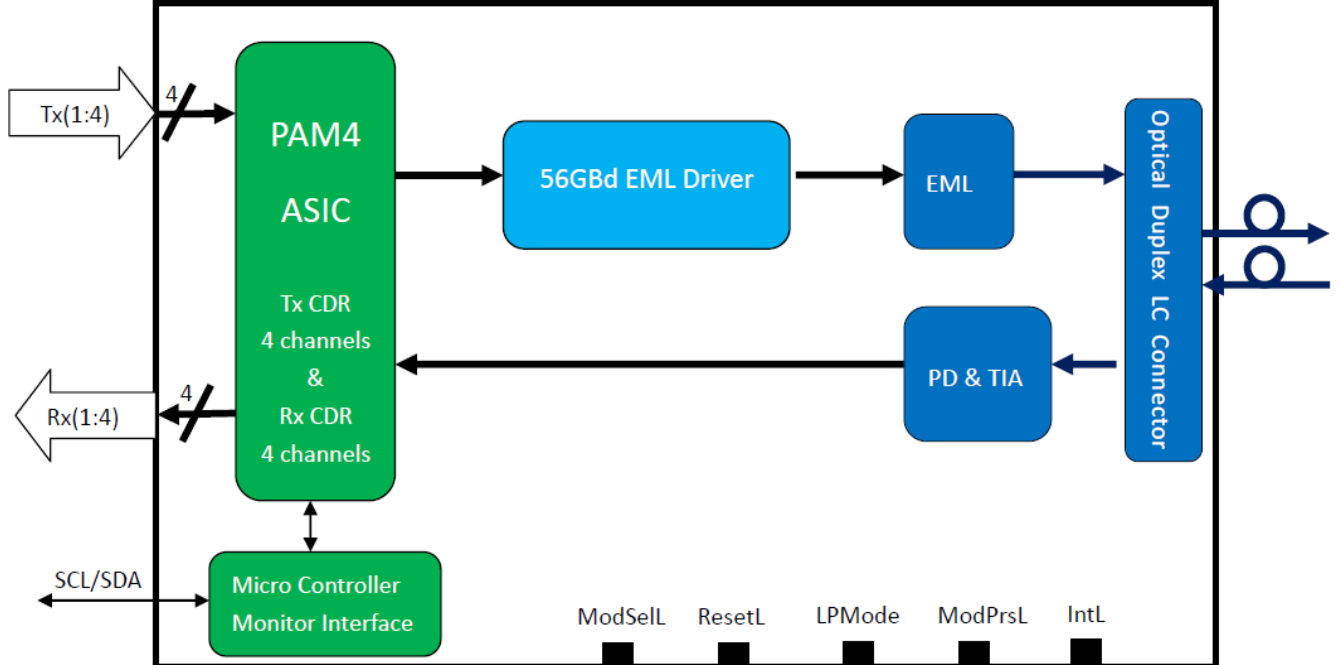 Tx(1:4)
4
PAM4
ASIC
Tx CDR
4 channels
&
Rx CDR
4 channels
56GBd EML Driver
EML
Optical Duplex LC Connector
PD & TIA
4
Rx(1:4)
SCL/SDA
Micro Controller
Monitor Interface
ModSelL
ResetL
LPMode
ModPrsL
IntL